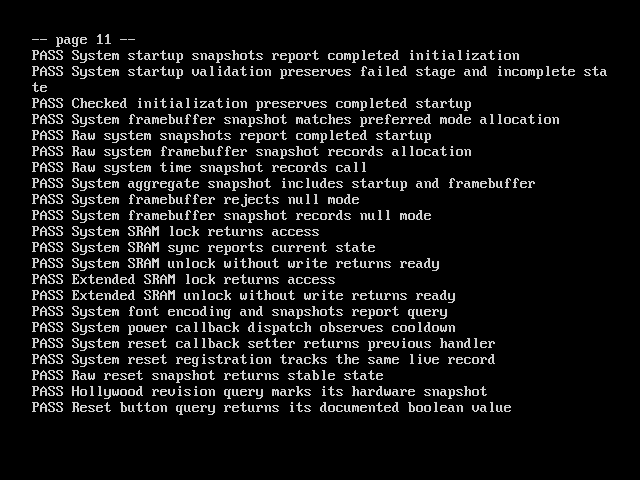 -- page 11 --
PASS System startup snapshots report completed initialization
PASS System startup validation preserves failed stage and incomplete sta
te
PASS Checked initialization preserves completed startup
PASS System framebuffer snapshot matches preferred mode allocation
PASS Raw system snapshots report completed startup
PASS Raw system framebuffer snapshot records allocation
PASS Raw system time snapshot records call
PASS System aggregate snapshot includes startup and framebuffer
PASS System framebuffer rejects null mode
PASS System framebuffer snapshot records null mode
PASS System SRAM lock returns access
PASS System SRAM sync reports current state
PASS System SRAM unlock without write returns ready
PASS Extended SRAM lock returns access
PASS Extended SRAM unlock without write returns ready
PASS System font encoding and snapshots report query
PASS System power callback dispatch observes cooldown
PASS System reset callback setter returns previous handler
PASS System reset registration tracks the same live record
PASS Raw reset snapshot returns stable state
PASS Hollywood revision query marks its hardware snapshot
PASS Reset button query returns its documented boolean value